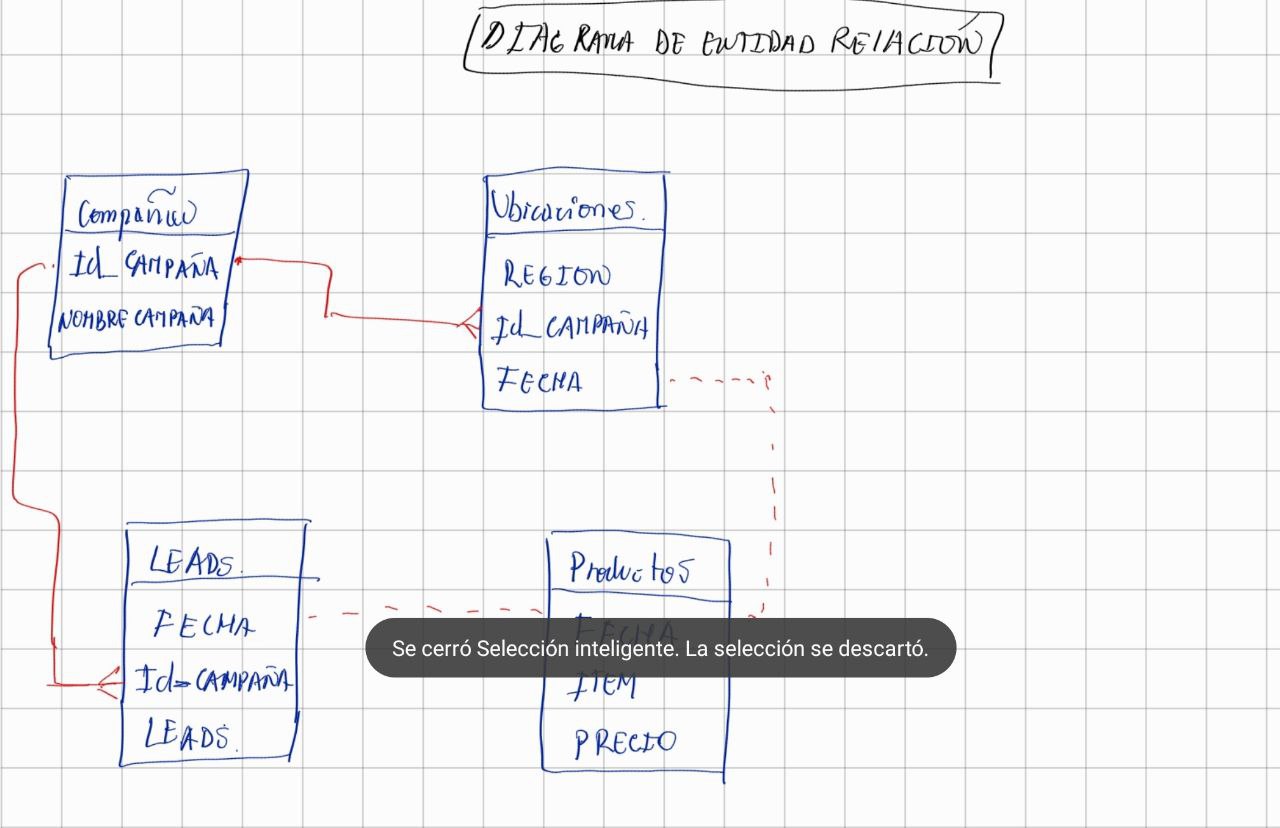 DIAGRAMA DE ENTIDAD RELACIÓN
Compañia
Id_CAMPAÑA
NOMBRE CAMPAÑA
Ubicaciones.
REGION
Id_CAMPAÑA
FECHA
LEADS.
FECHA
Id_CAMPAÑA
LEADS.
Productos
FECHA
Se cerró Selección inteligente. La selección se descartó.
ITEM
PRECIO